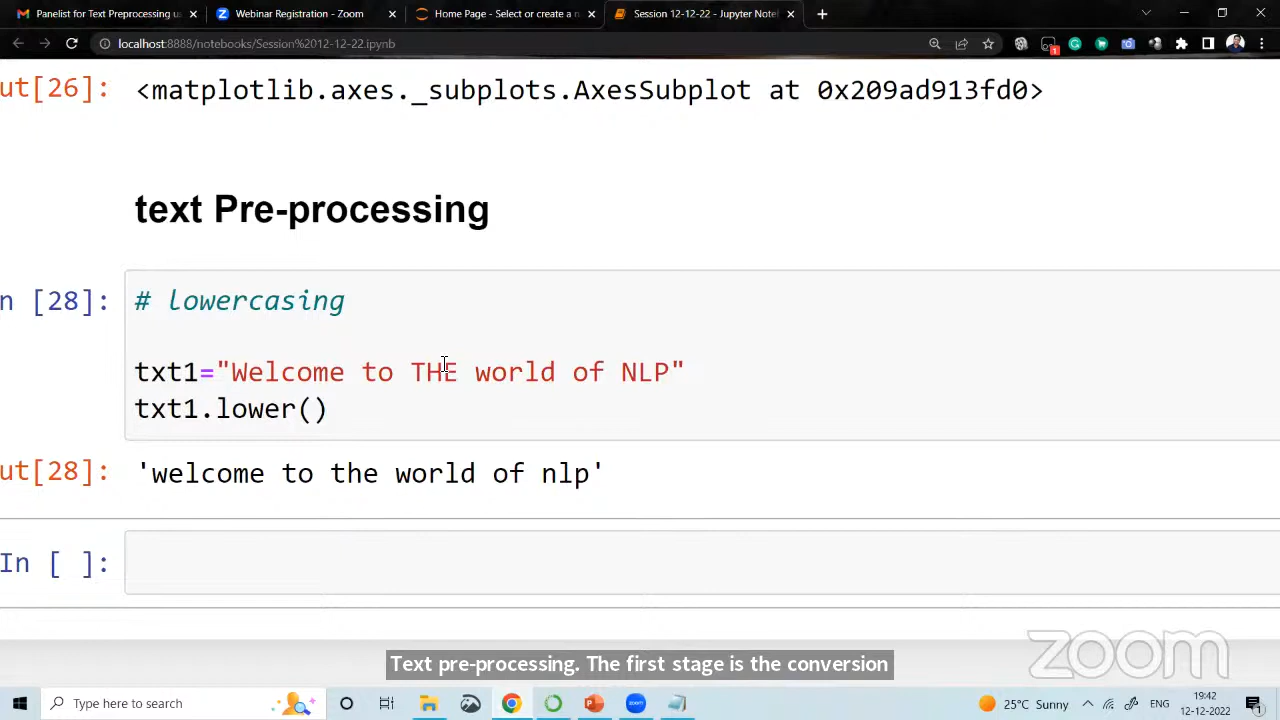 Panelist for Text Preprocessing u
Webinar Registration - Zoom
Home Page - Select or create a n
Session 12-12-22 - Jupyter Note
localhost:8888/notebooks/Session%2012-12-22.ipynb
ut[26]: <matplotlib.axes._subplots.AxesSubplot at 0x209ad913fd0>
text Pre-processing
n [28]: # lowercasing
txt1="Welcome to THE world of NLP"
txt1.lower()
ut[28]: 'welcome to the world of nlp'
In [ ]:
Text pre-processing. The first stage is the conversion
zoom
Type here to search
25°C Sunny
ENG
19:42
12-12-2022